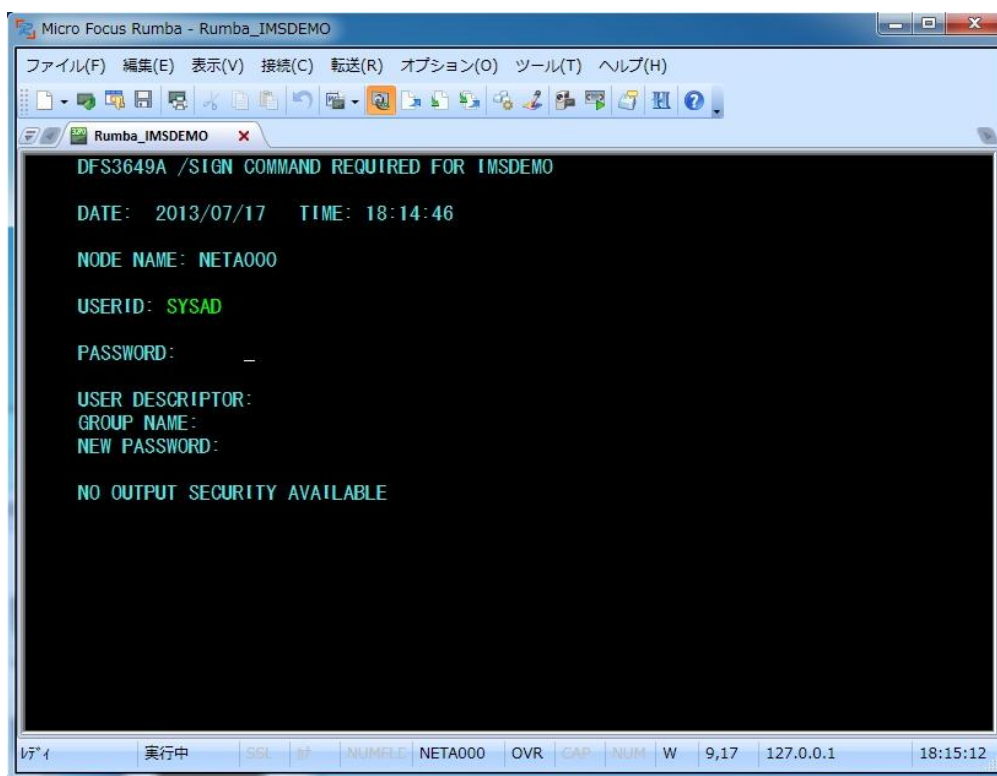 Micro Focus Rumba - Rumba_IMSDEMO
ファイル(F) 編集(E) 表示(V) 接続(C) 転送(R) オプション(O) ツール(T) ヘルプ(H)
Rumba_IMSDEMO
DFS3649A /SIGN COMMAND REQUIRED FOR IMSDEMO
DATE: 2013/07/17 TIME: 18:14:46
NODE NAME: NETA000
USERID: SYSAD
PASSWORD: _
USER DESCRIPTOR:
GROUP NAME:
NEW PASSWORD:
NO OUTPUT SECURITY AVAILABLE
ﾚﾃﾞｨ 実行中 SSL NUMFLD NETA000 OVR CAP NUM W 9,17 127.0.0.1 18:15:12